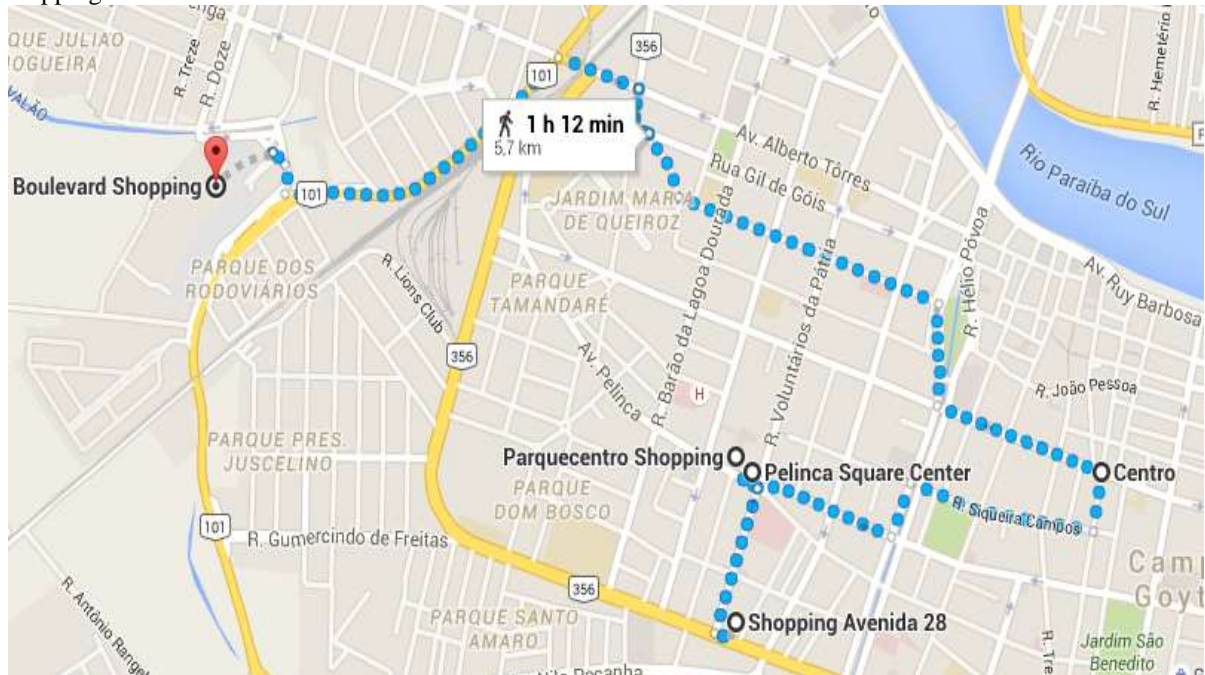 QUE JULIAO
R. Treze
R. Doze
101
356
1 h 12 min
5,7 km
Av. Alberto Tôrres
Rua Gil de Góis
R. Hemetério
Rio Paraíba do Sul
Boulevard Shopping
101
JARDIM MARIA
DE QUEIROZ
R. Hélio Póvoa
Av. Ruy Barbosa
PARQUE DOS
RODOVIÁRIOS
R. Lions Club
PARQUE
TAMANDARÉ
R. Barão da Lagoa Dourada
R. Voluntários da Pátria
356
Av. Pelinca
H
R. João Pessoa
PARQUE PRES.
JUSCELINO
Parquecentro Shopping
Pelinca Square Center
Centro
PARQUE
DOM BOSCO
R. Siqueira Campos
101
R. Gumercindo de Freitas
356
R. Antônio Rangel
PARQUE SANTO
AMARO
Shopping Avenida 28
Jardim São
Benedito